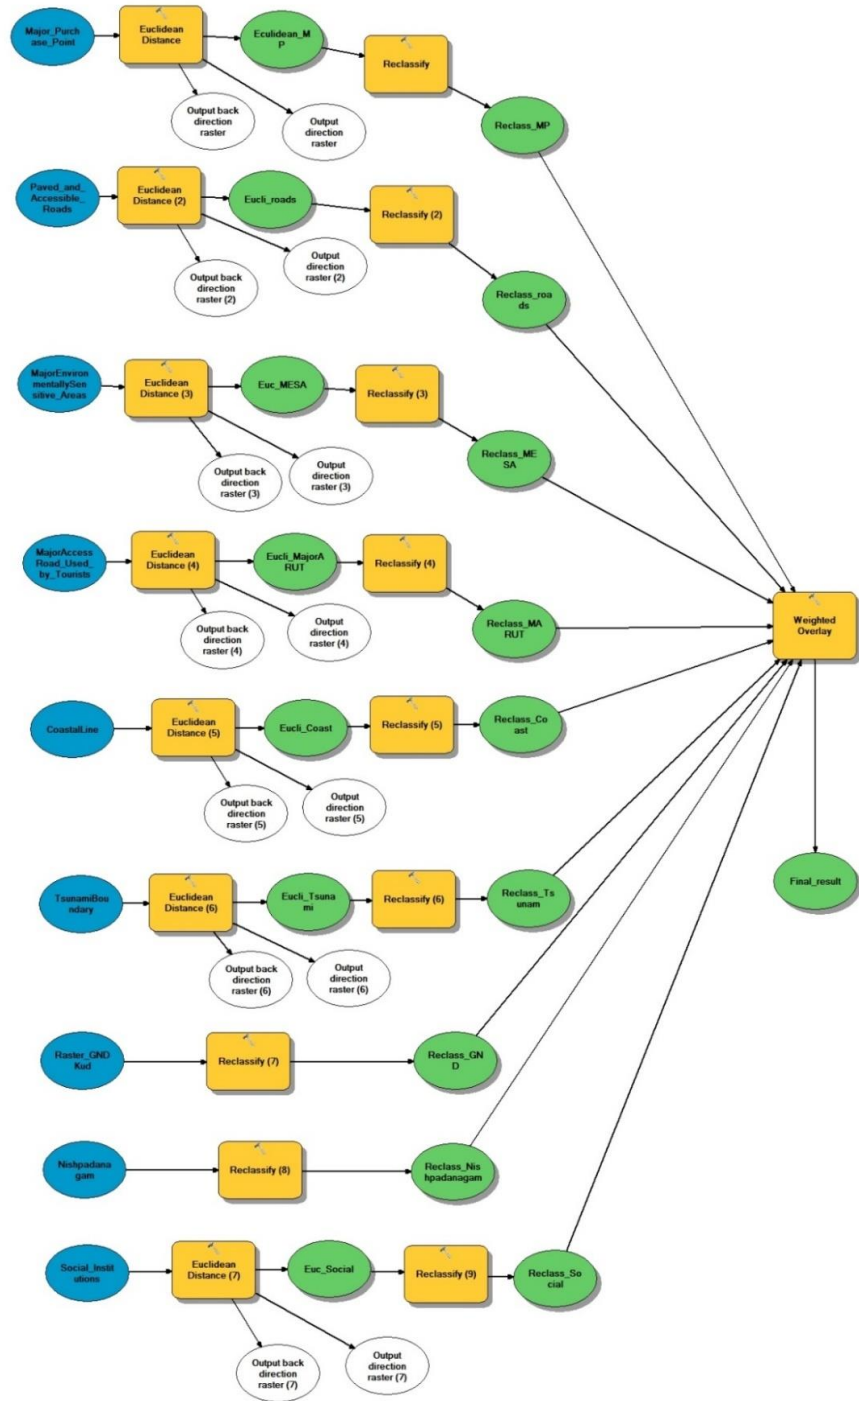 Major_Purch
ase_Point
Euclidean
Distance
Eculidean_M
P
Reclassify
Output back
direction
raster
Output
direction
raster
Reclass_MP
Paved_and_
Accessible_
Roads
Euclidean
Distance (2)
Eucli_roads
Reclassify (2)
Output back
direction
raster (2)
Output
direction
raster (2)
Reclass_roa
ds
MajorEnviron
mentallySen
sitive_Areas
Euclidean
Distance (3)
Euc_MESA
Reclassify (3)
Output back
direction
raster (3)
Output
direction
raster (3)
Reclass_ME
SA
MajorAccess
Road_Used_
by_Tourists
Euclidean
Distance (4)
Eucli_MajorA
RUT
Reclassify (4)
Output back
direction
raster (4)
Output
direction
raster (4)
Reclass_MA
RUT
Weighted
Overlay
CoastalLine
Euclidean
Distance (5)
Eucli_Coast
Reclassify (5)
Reclass_Co
ast
Output back
direction
raster (5)
Output
direction
raster (5)
TsunamiBou
ndary
Euclidean
Distance (6)
Eucli_Tsuna
mi
Reclassify (6)
Reclass_Ts
unam
Final_result
Output back
direction
raster (6)
Output
direction
raster (6)
Raster_GND
Kud
Reclassify (7)
Reclass_GN
D
Nishpadana
gam
Reclassify (8)
Reclass_Nis
hpadanagam
Social_Instit
utions
Euclidean
Distance (7)
Euc_Social
Reclassify (9)
Reclass_So
cial
Output back
direction
raster (7)
Output
direction
raster (7)